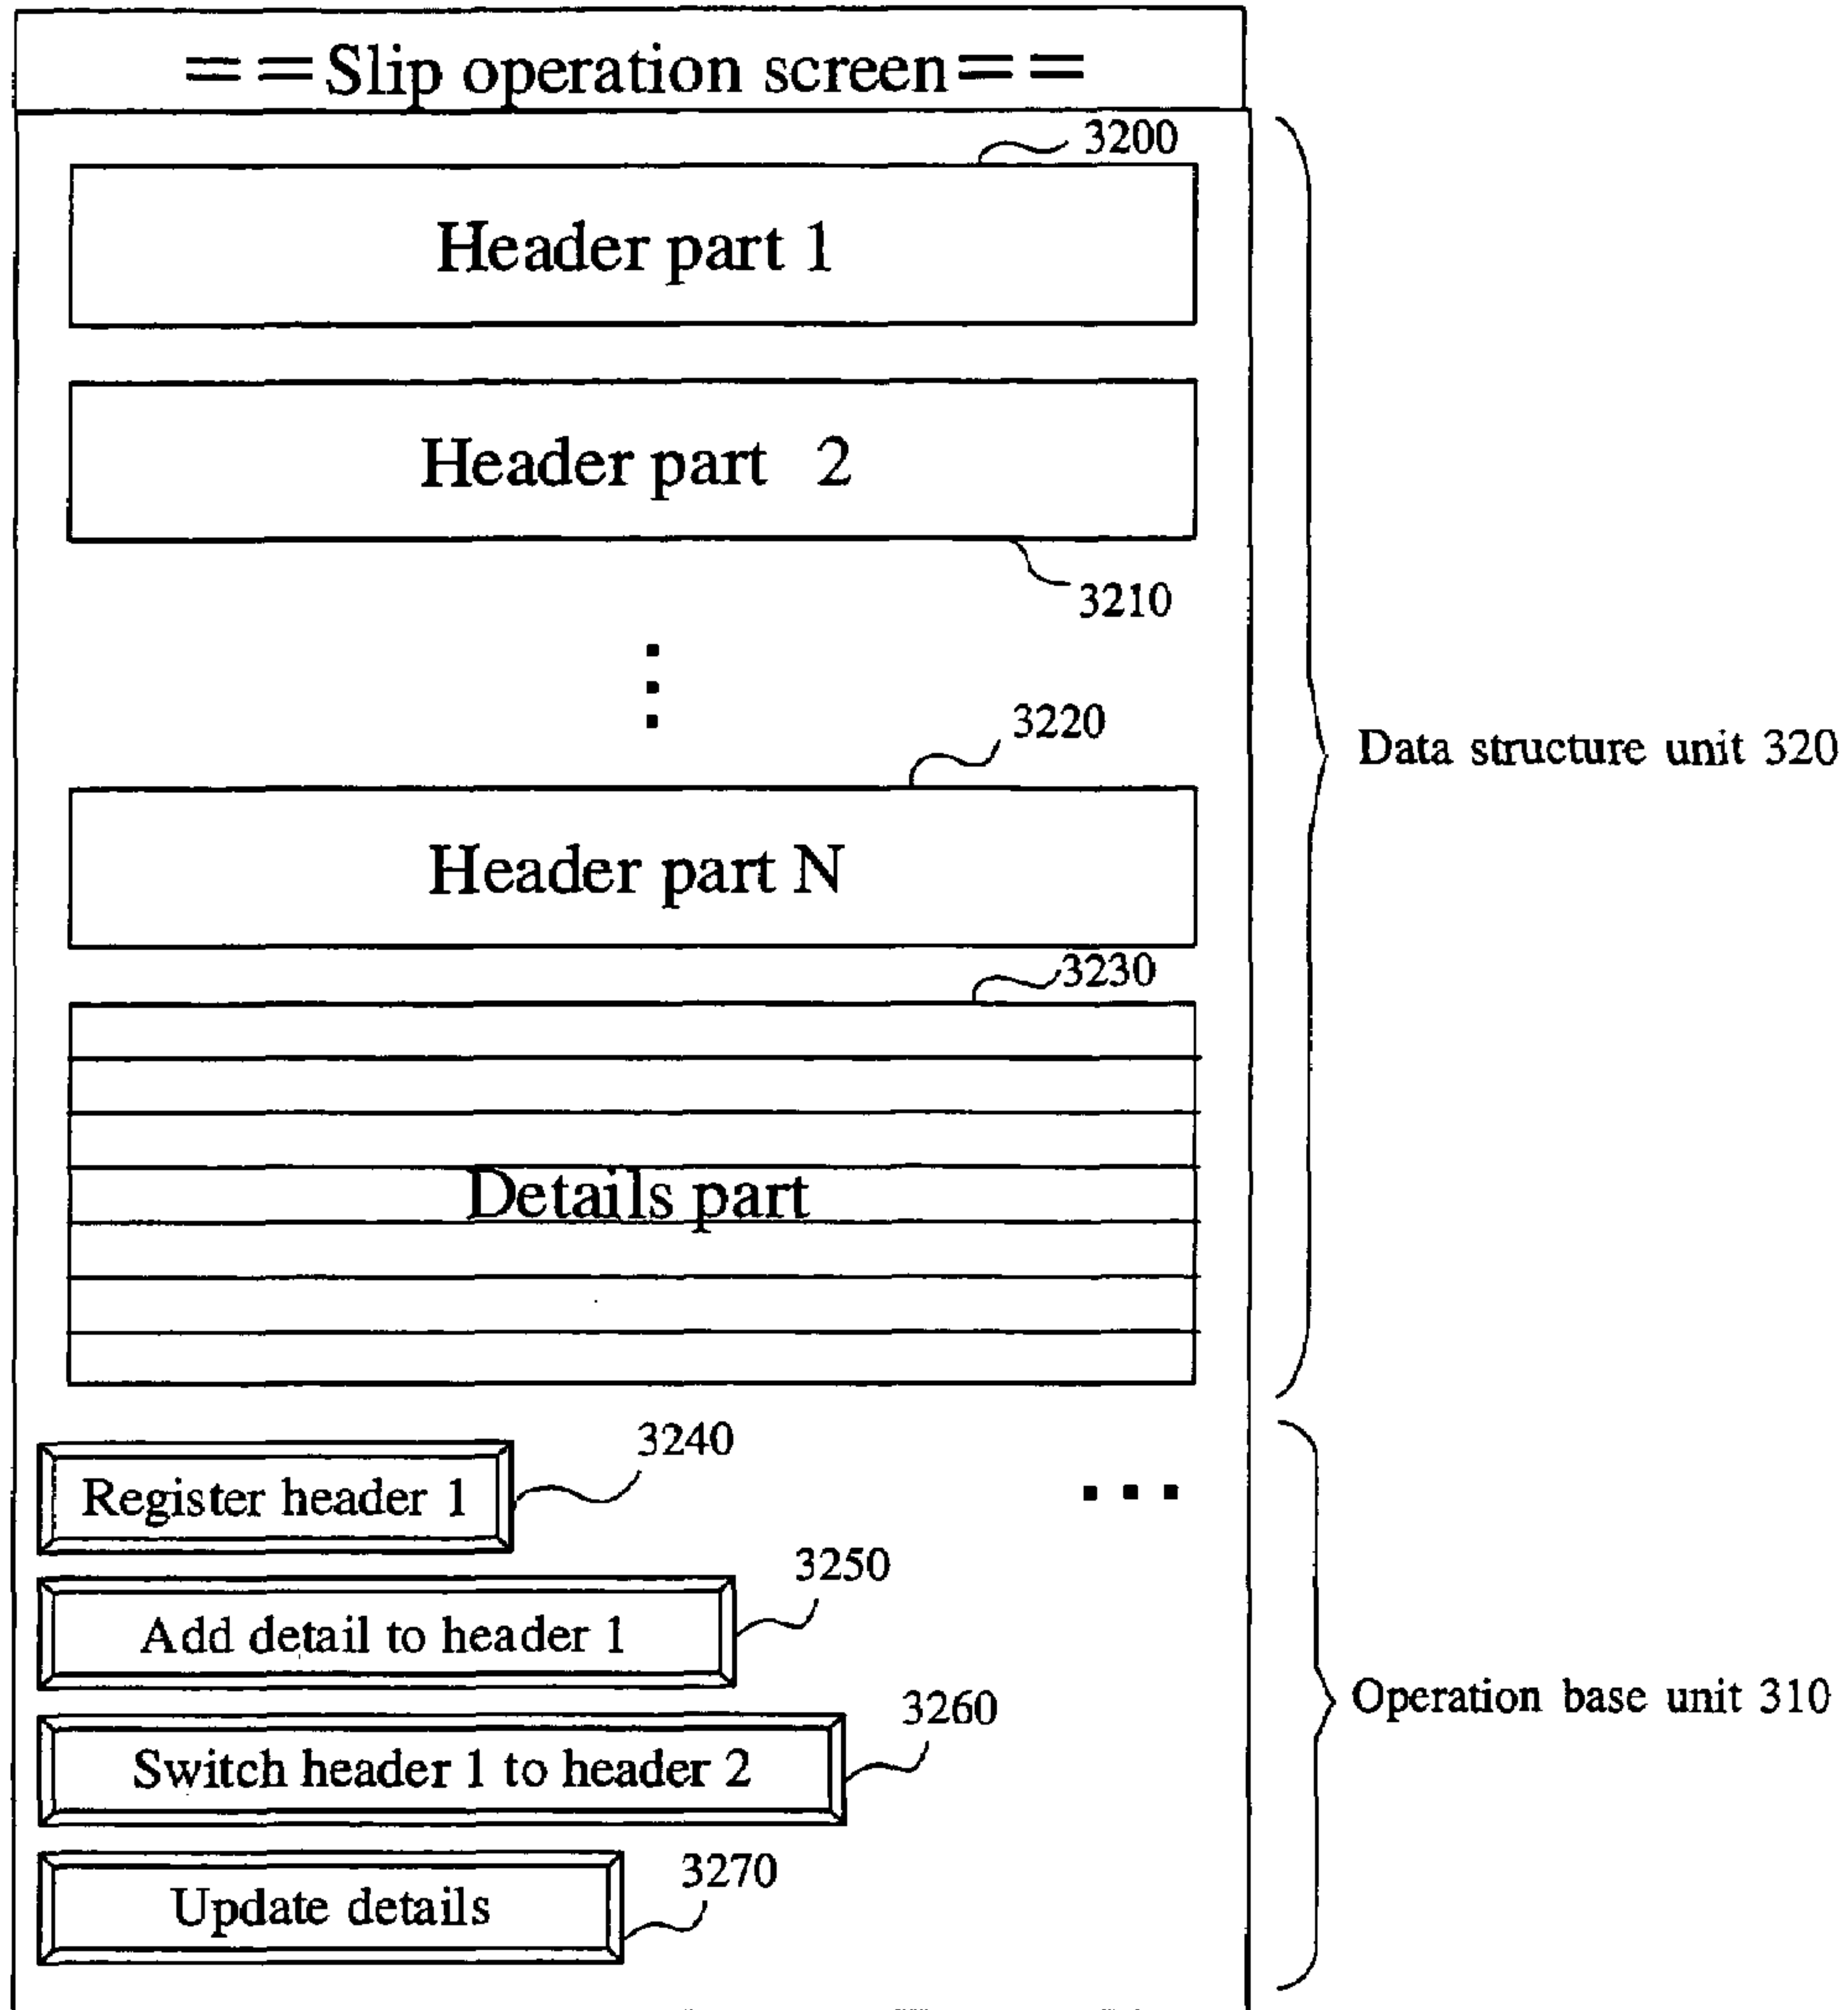 ==Slip operation screen==
3200
Header part 1
Header part 2
3210
3220
Data structure unit 320
Header part N
3230
Details part
3240
Register header 1
3250
Add detail to header 1
3260
Operation base unit 310
Switch header 1 to header 2
3270
Update details